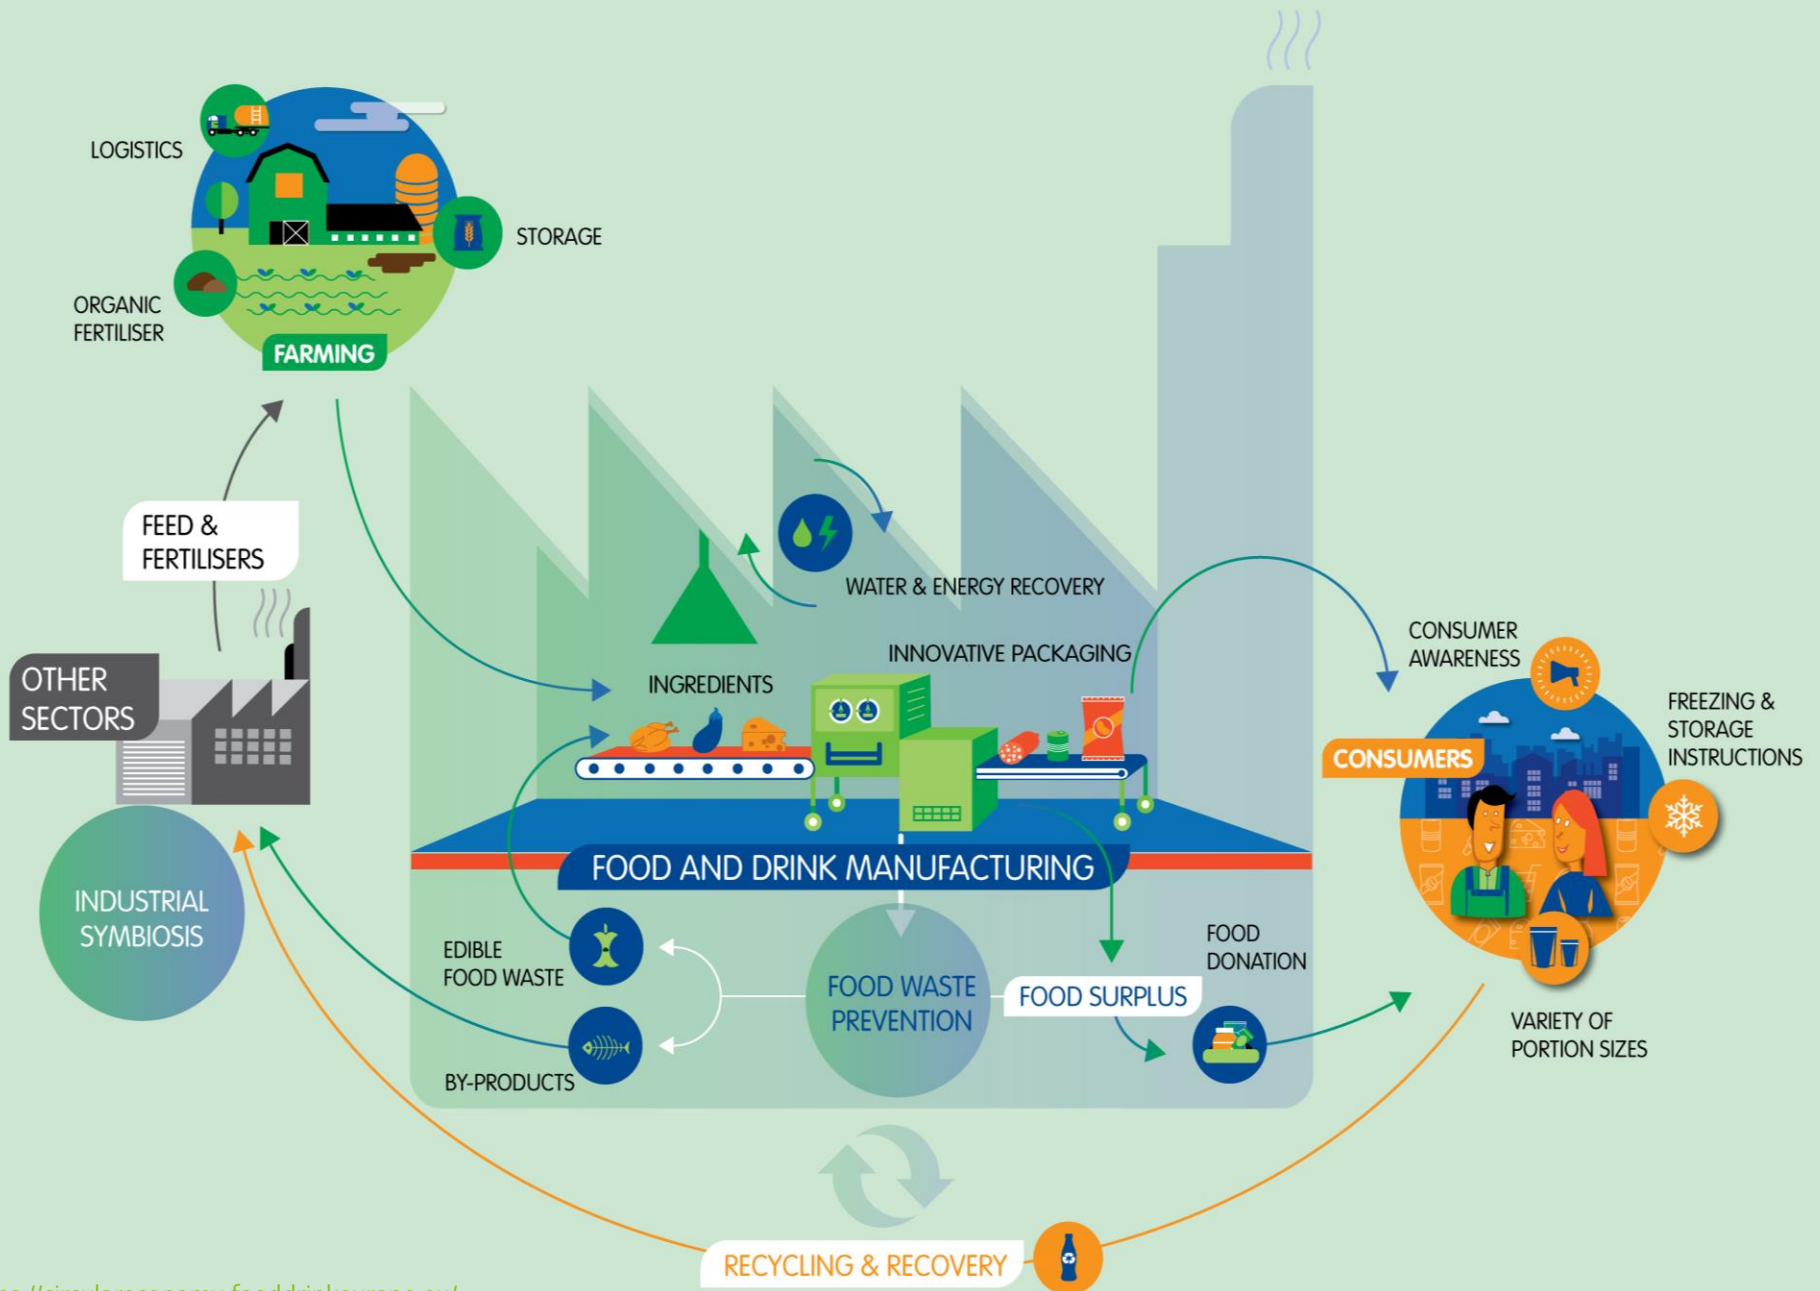 LOGISTICS
STORAGE
ORGANIC
FERTILISER
FARMING
FEED &
FERTILISERS
OTHER
SECTORS
INDUSTRIAL
SYMBIOSIS
WATER & ENERGY RECOVERY
INNOVATIVE PACKAGING
INGREDIENTS
FOOD AND DRINK MANUFACTURING
EDIBLE
FOOD WASTE
BY-PRODUCTS
FOOD WASTE
PREVENTION
FOOD SURPLUS
FOOD
DONATION
CONSUMER
AWARENESS
FREEZING &
STORAGE
INSTRUCTIONS
CONSUMERS
VARIETY OF
PORTION SIZES
RECYCLING & RECOVERY